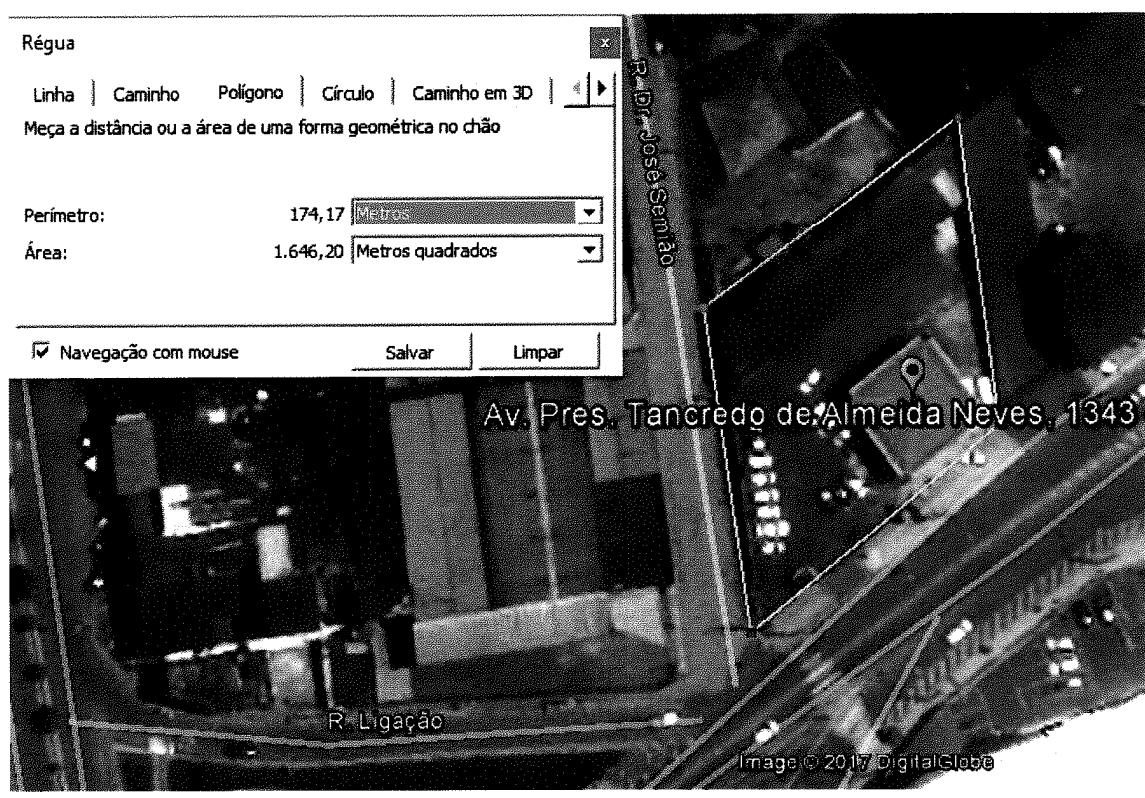 Régua
x
Linha Caminho Polígono Círculo Caminho em 3D
Meça a distância ou a área de uma forma geométrica no chão
Perímetro: 174,17 Metros
Área: 1.646,20 Metros quadrados
Navegação com mouse Salvar Limpar
R. Dr. José Semião
Av. Pres. Tancredo de Almeida Neves, 1343
R. Ligação
Image © 2017 DigitalGlobe